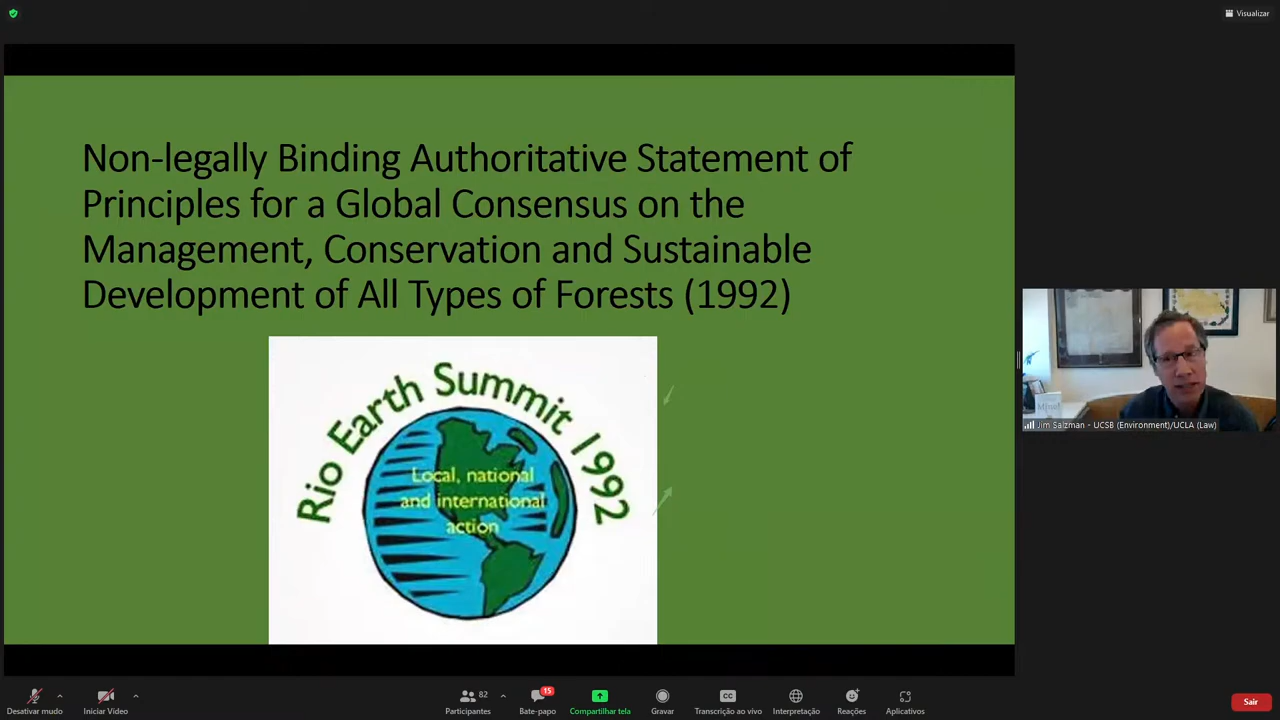 Visualizar
Non-legally Binding Authoritative Statement of
Principles for a Global Consensus on the
Management, Conservation and Sustainable
Development of All Types of Forests (1992)
Rio Earth Summit 1992
Local, national
and international
action
Jim Salzman - UCSB (Environment)/UCLA (Law)
Desativar mudo
Iniciar Vídeo
82
Participantes
15
Bate-papo
Compartilhar tela
Gravar
CC
Transcrição ao vivo
Interpretação
Reações
Aplicativos
Sair